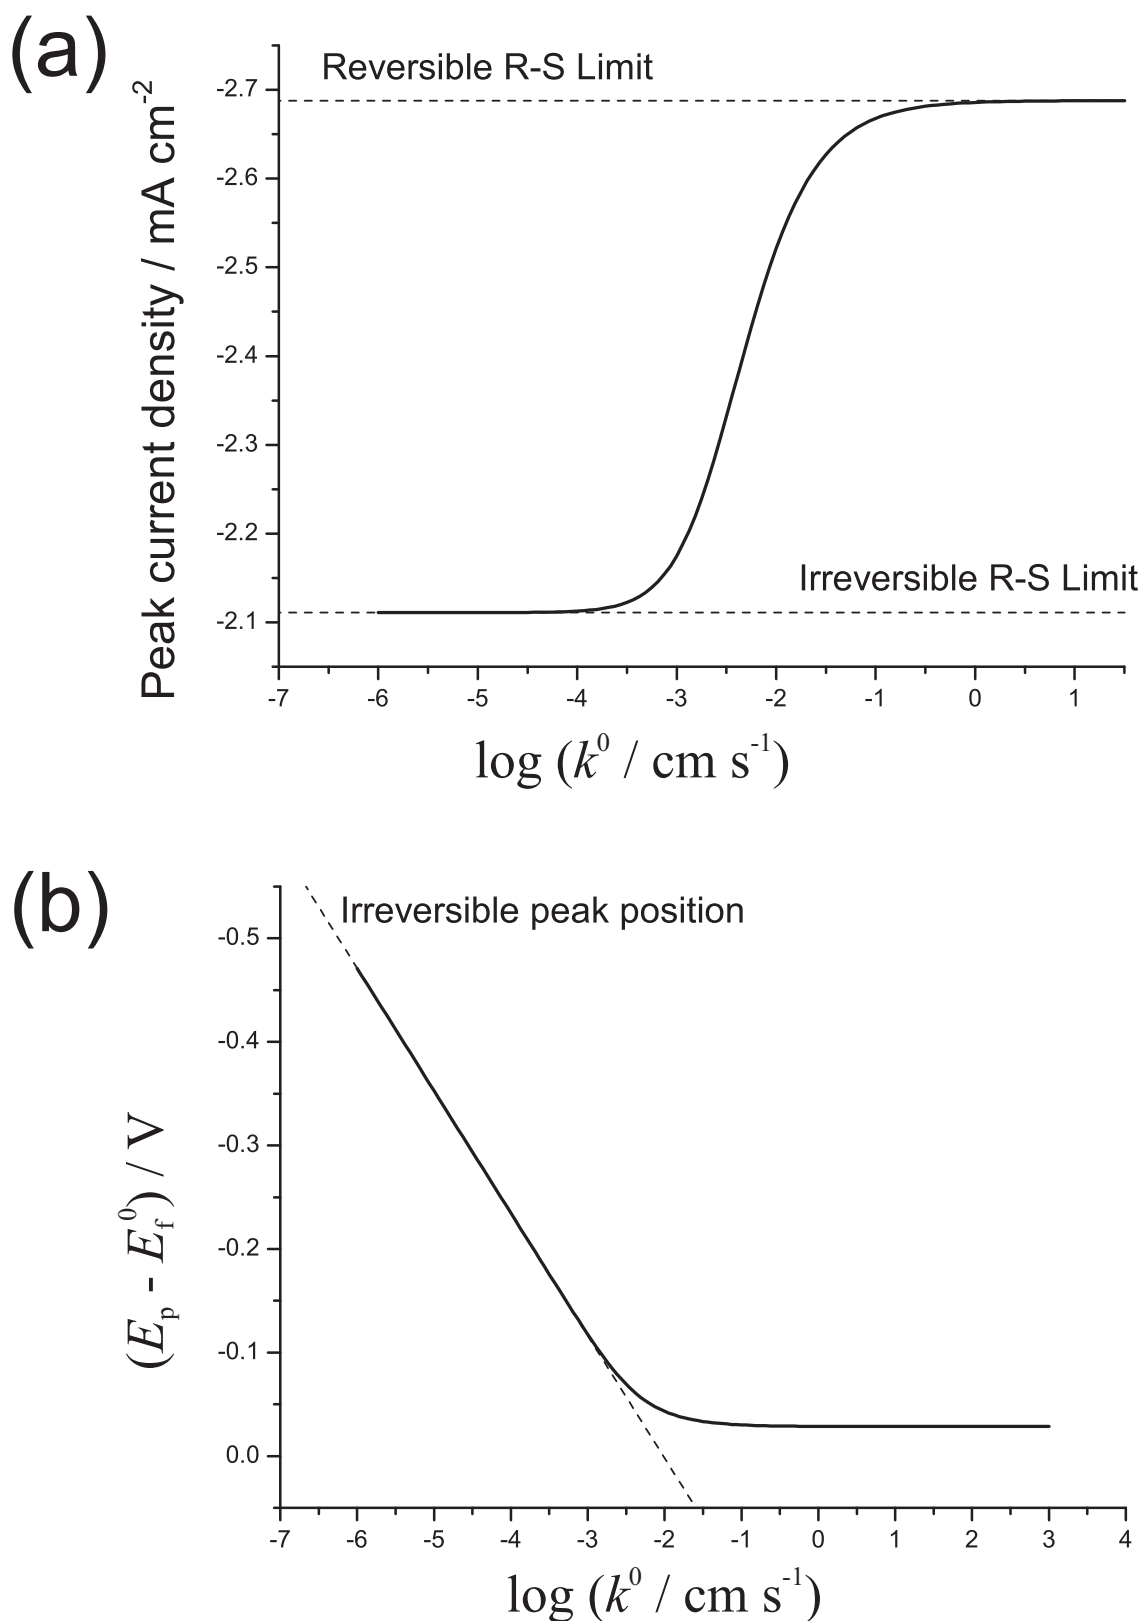 (a)
Reversible R-S Limit
-2.7
-2.6
-2.5
-2.4
-2.3
-2.2
-2.1
Peak current density / mA cm⁻²
Irreversible R-S Limit
-7 -6 -5 -4 -3 -2 -1 0 1
log (k⁰ / cm s⁻¹)
(b)
Irreversible peak position
-0.5
-0.4
-0.3
-0.2
-0.1
0.0
(Eₚ - E_f⁰) / V
-7 -6 -5 -4 -3 -2 -1 0 1 2 3 4
log (k⁰ / cm s⁻¹)